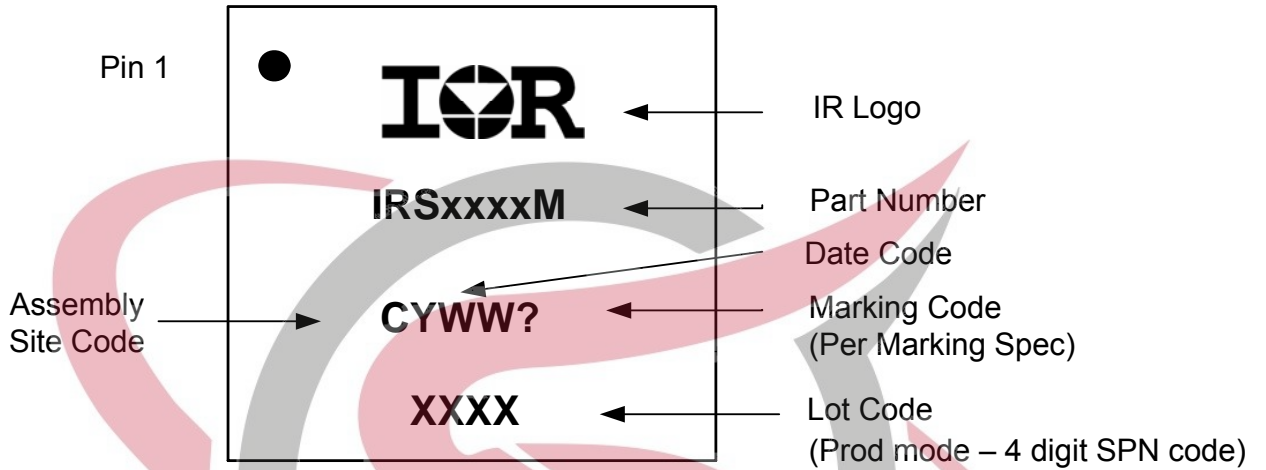 Pin 1
IOR
IR Logo
IRSxxxxM
Part Number
Date Code
Assembly
Site Code
CYWW?
Marking Code
(Per Marking Spec)
XXXX
Lot Code
(Prod mode – 4 digit SPN code)